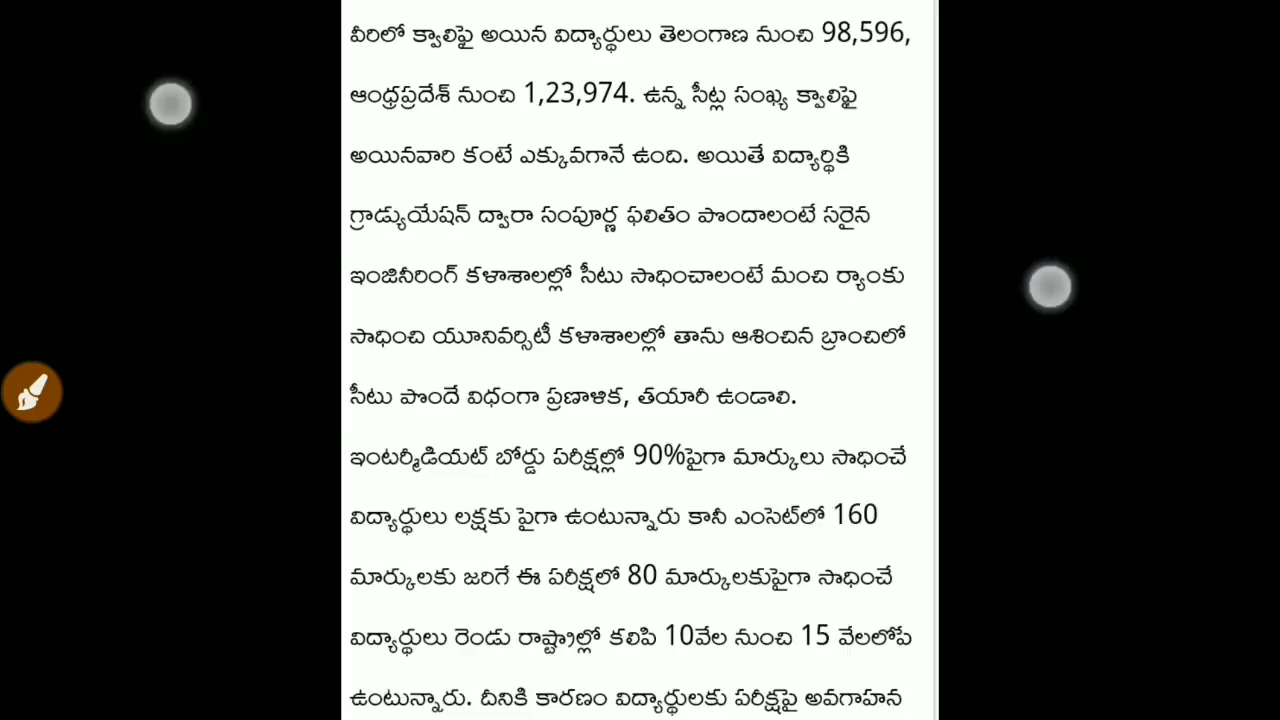 వీరిలో క్వాలిఫై అయిన విద్యార్థులు తెలంగాణ నుంచి 98,596,
ఆంధ్రప్రదేశ్ నుంచి 1,23,974. ఉన్న సీట్ల సంఖ్య క్వాలిఫై
అయినవారి కంటే ఎక్కువగానే ఉంది. అయితే విద్యార్థికి
గ్రాడ్యుయేషన్ ద్వారా సంపూర్ణ ఫలితం పొందాలంటే సరైన
ఇంజినీరింగ్ కళాశాలల్లో సీటు సాధించాలంటే మంచి ర్యాంకు
సాధించి యూనివర్సిటీ కళాశాలల్లో తాను ఆశించిన బ్రాంచిలో
సీటు పొందే విధంగా ప్రణాళిక, తయారీ ఉండాలి.
ఇంటర్మీడియట్ బోర్డు పరీక్షల్లో 90%పైగా మార్కులు సాధించే
విద్యార్థులు లక్షకు పైగా ఉంటున్నారు కానీ ఎంసెట్‌లో 160
మార్కులకు జరిగే ఈ పరీక్షలో 80 మార్కులకుపైగా సాధించే
విద్యార్థులు రెండు రాష్ట్రాల్లో కలిపి 10వేల నుంచి 15 వేలలోపే
ఉంటున్నారు. దీనికి కారణం విద్యార్థులకు పరీక్షపై అవగాహన